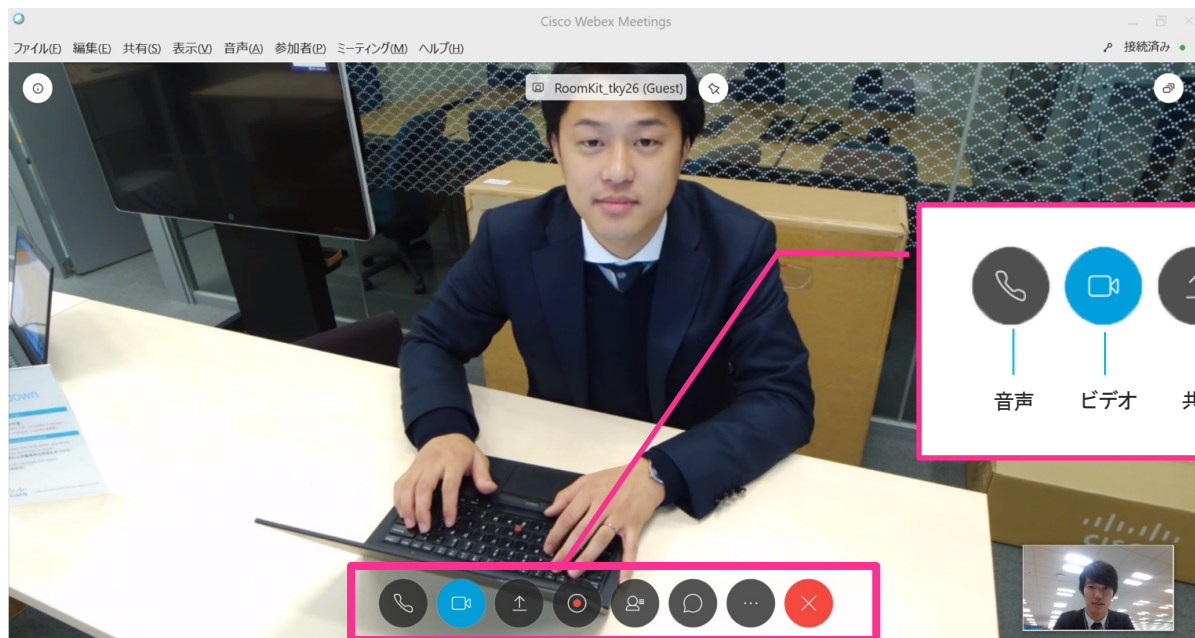 Cisco Webex Meetings
ファイル(F) 編集(E) 共有(S) 表示(V) 音声(A) 参加者(P) ミーティング(M) ヘルプ(H)
接続済み
RoomKit_tky26 (Guest)
音声 ビデオ 共
own